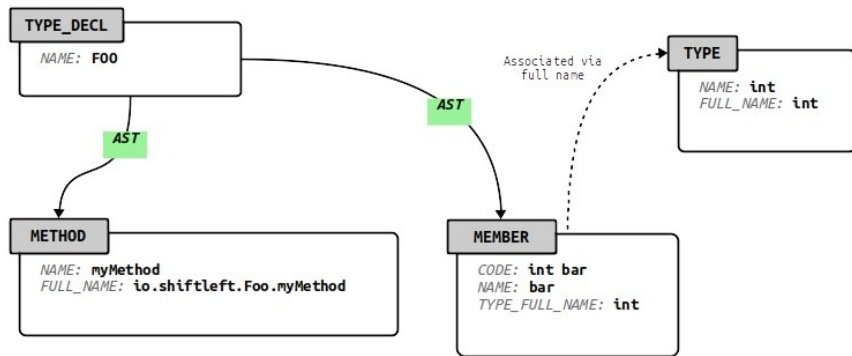 TYPE_DECL
NAME: FOO
AST
AST
Associated via
full name
TYPE
NAME: int
FULL_NAME: int
METHOD
NAME: myMethod
FULL_NAME: io.shiftleft.Foo.myMethod
MEMBER
CODE: int bar
NAME: bar
TYPE_FULL_NAME: int